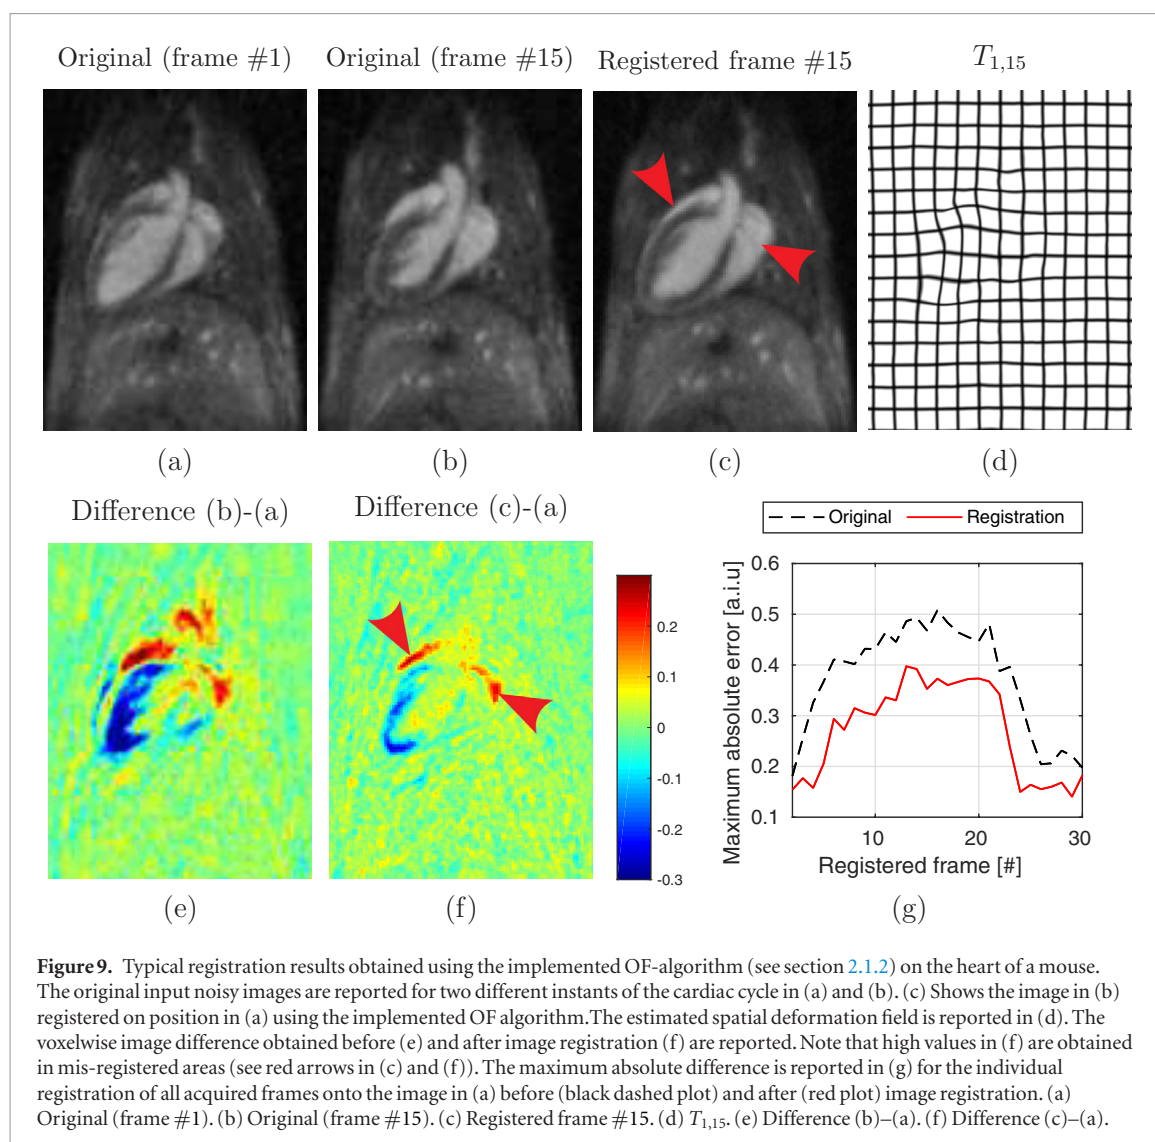 Original (frame #1)
Original (frame #15)
Registered frame #15
T1,15
(a)
(b)
(c)
(d)
Difference (b)-(a)
Difference (c)-(a)
0.2
0.1
0
-0.1
-0.2
-0.3
Original
Registration
Maximum absolute error [a.i.u]
0.6
0.5
0.4
0.3
0.2
0.1
10
20
30
Registered frame [#]
(e)
(f)
(g)
Figure 9. Typical registration results obtained using the implemented OF-algorithm (see section 2.1.2) on the heart of a mouse.
The original input noisy images are reported for two different instants of the cardiac cycle in (a) and (b). (c) Shows the image in (b)
registered on position in (a) using the implemented OF algorithm.The estimated spatial deformation field is reported in (d). The
voxelwise image difference obtained before (e) and after image registration (f) are reported. Note that high values in (f) are obtained
in mis-registered areas (see red arrows in (c) and (f)). The maximum absolute difference is reported in (g) for the individual
registration of all acquired frames onto the image in (a) before (black dashed plot) and after (red plot) image registration. (a)
Original (frame #1). (b) Original (frame #15). (c) Registered frame #15. (d) T1,15. (e) Difference (b)–(a). (f) Difference (c)–(a).